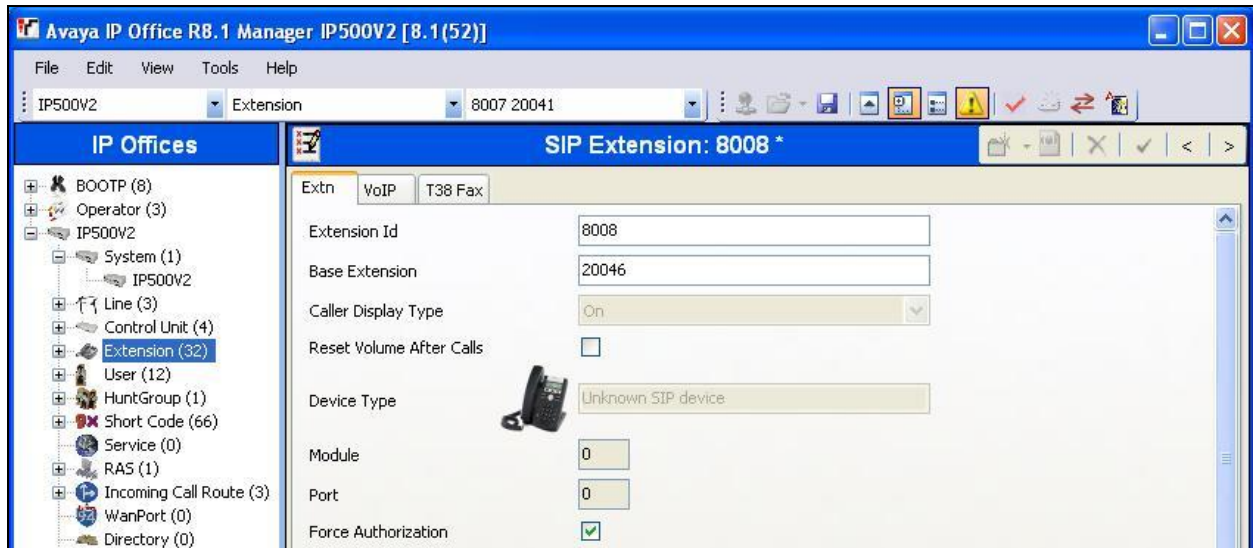 Avaya IP Office R8.1 Manager IP500V2 [8.1(52)]
File Edit View Tools Help
IP500V2 Extension 8007 20041
IP Offices
BOOTP (8)
Operator (3)
IP500V2
System (1)
IP500V2
Line (3)
Control Unit (4)
Extension (32)
User (12)
HuntGroup (1)
Short Code (66)
Service (0)
RAS (1)
Incoming Call Route (3)
WanPort (0)
Directory (0)
SIP Extension: 8008 *
Extn VoIP T38 Fax
Extension Id 8008
Base Extension 20046
Caller Display Type On
Reset Volume After Calls
Device Type Unknown SIP device
Module 0
Port 0
Force Authorization